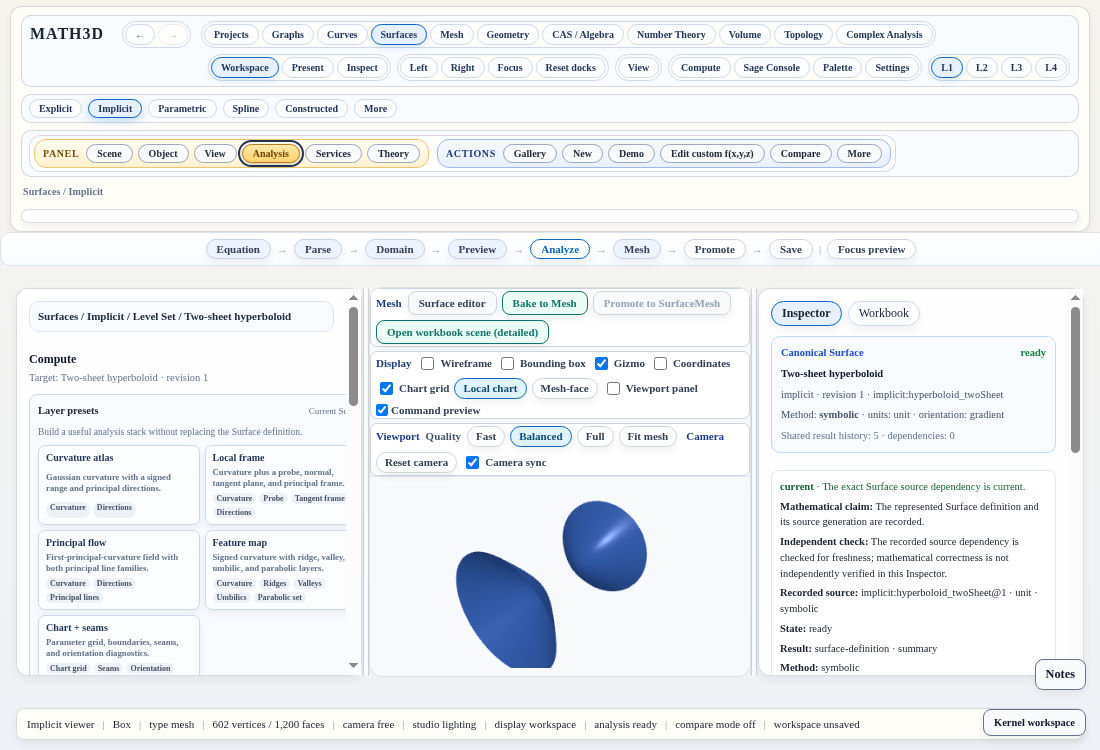 MATH3D ← → Projects Graphs Curves Surfaces Mesh Geometry CAS / Algebra Number Theory Volume Topology Complex Analysis
Workspace Present Inspect Left Right Focus Reset docks View Compute Sage Console Palette Settings L1 L2 L3 L4
Explicit Implicit Parametric Spline Constructed More
PANEL Scene Object View Analysis Services Theory ACTIONS Gallery New Demo Edit custom f(x,y,z) Compare More
Surfaces / Implicit
Equation → Parse → Domain → Preview → Analyze → Mesh → Promote → Save | Focus preview
Surfaces / Implicit / Level Set / Two-sheet hyperboloid
Compute
Target: Two-sheet hyperboloid · revision 1
Layer presets Current Su
Build a useful analysis stack without replacing the Surface definition.
Curvature atlas
Gaussian curvature with a signed
range and principal directions.
Curvature Directions
Local frame
Curvature plus a probe, normal,
tangent plane, and principal frame.
Curvature Probe Tangent frame
Directions
Principal flow
First-principal-curvature field with
both principal line families.
Curvature Directions
Principal lines
Feature map
Signed curvature with ridge, valley,
umbilic, and parabolic layers.
Curvature Ridges Valleys
Umbilics Parabolic set
Chart + seams
Parameter grid, boundaries, seams,
and orientation diagnostics.
Chart grid Seams Orientation
Mesh Surface editor Bake to Mesh Promote to SurfaceMesh
Open workbook scene (detailed)
Display Wireframe Bounding box Gizmo Coordinates
Chart grid Local chart Mesh-face Viewport panel
Command preview
Viewport Quality Fast Balanced Full Fit mesh Camera
Reset camera Camera sync
Inspector Workbook
Canonical Surface ready
Two-sheet hyperboloid
implicit · revision 1 · implicit:hyperboloid_twoSheet
Method: symbolic · units: unit · orientation: gradient
Shared result history: 5 · dependencies: 0
current · The exact Surface source dependency is current.
Mathematical claim: The represented Surface definition and
its source generation are recorded.
Independent check: The recorded source dependency is
checked for freshness; mathematical correctness is not
independently verified in this Inspector.
Recorded source: implicit:hyperboloid_twoSheet@1 · unit ·
symbolic
State: ready
Result: surface-definition · summary
Method: symbolic
Notes
Implicit viewer | Box | type mesh | 602 vertices / 1,200 faces | camera free | studio lighting | display workspace | analysis ready | compare mode off | workspace unsaved
Kernel workspace